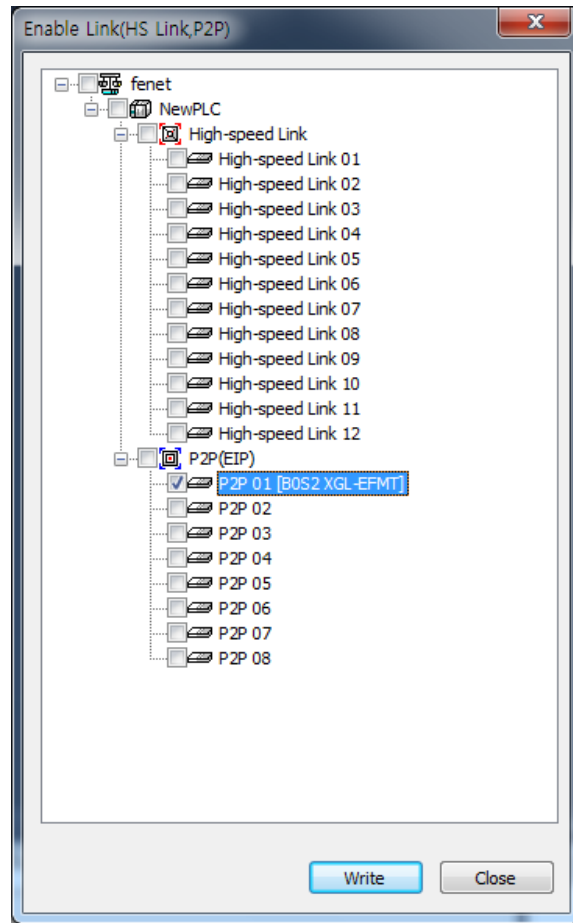 Enable Link(HS Link,P2P)
fenet
NewPLC
High-speed Link
High-speed Link 01
High-speed Link 02
High-speed Link 03
High-speed Link 04
High-speed Link 05
High-speed Link 06
High-speed Link 07
High-speed Link 08
High-speed Link 09
High-speed Link 10
High-speed Link 11
High-speed Link 12
P2P(EIP)
P2P 01 [B0S2 XGL-EFMT]
P2P 02
P2P 03
P2P 04
P2P 05
P2P 06
P2P 07
P2P 08
Write Close